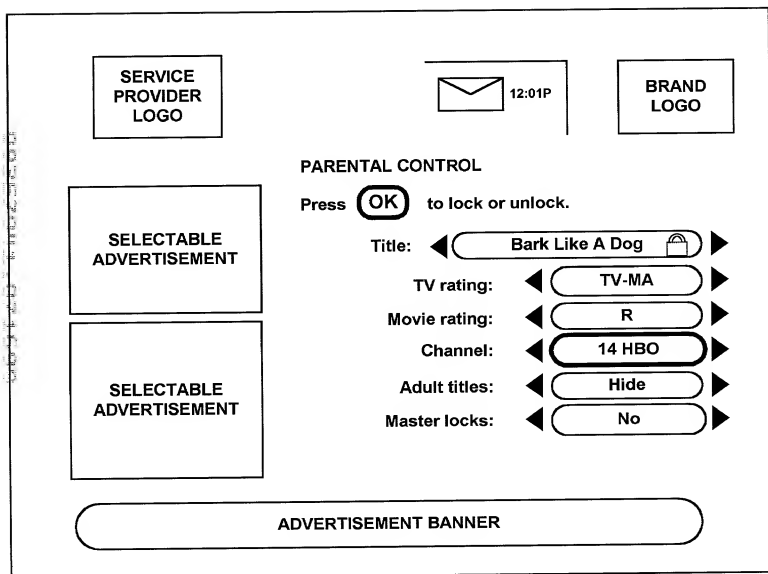 SERVICE
PROVIDER
LOGO
12:01P
BRAND
LOGO
PARENTAL CONTROL
Press OK to lock or unlock.
SELECTABLE
ADVERTISEMENT
Title: Bark Like A Dog
TV rating: TV-MA
Movie rating: R
Channel: 14 HBO
Adult titles: Hide
Master locks: No
SELECTABLE
ADVERTISEMENT
ADVERTISEMENT BANNER